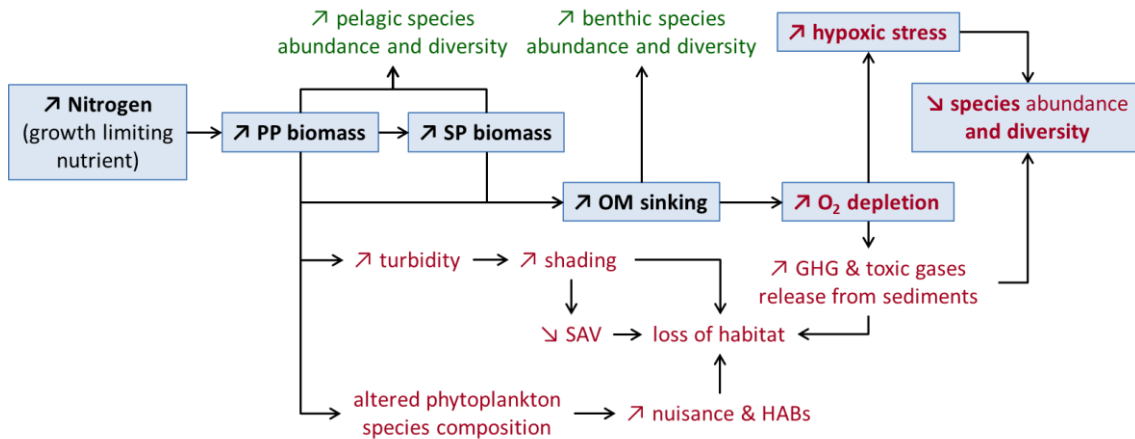 ↗ pelagic species
abundance and diversity
↗ benthic species
abundance and diversity
↗ hypoxic stress
↗ Nitrogen
(growth limiting
nutrient)
↗ PP biomass
↗ SP biomass
↘ species abundance
and diversity
↗ OM sinking
↗ O₂ depletion
↗ turbidity
↗ shading
↗ GHG & toxic gases
release from sediments
↘ SAV
loss of habitat
altered phytoplankton
species composition
↗ nuisance & HABs